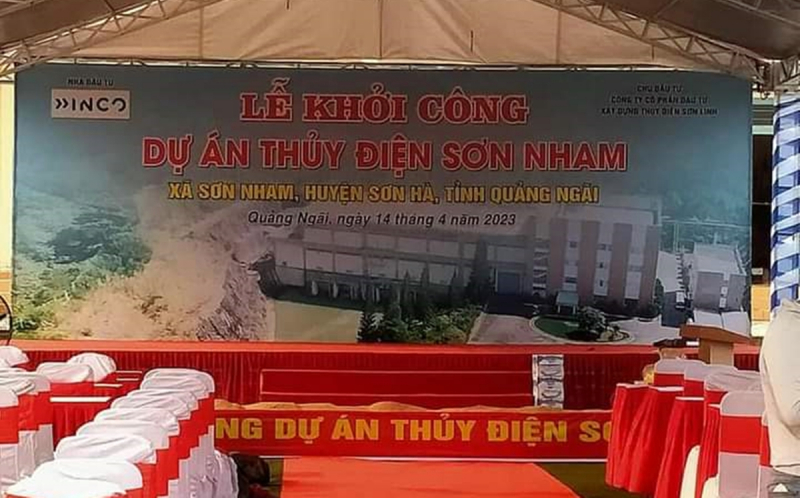 NHÀ ĐẦU TƯ
INCO
CHỦ ĐẦU TƯ
CÔNG TY CỔ PHẦN ĐẦU TƯ
XÂY DỰNG THỦY ĐIỆN SƠN LINH
LỄ KHỞI CÔNG
DỰ ÁN THỦY ĐIỆN SƠN NHAM
XÃ SƠN NHAM, HUYỆN SƠN HÀ, TỈNH QUẢNG NGÃI
Quảng Ngãi, ngày 14 tháng 4 năm 2023
NG DỰ ÁN THỦY ĐIỆN SƠ